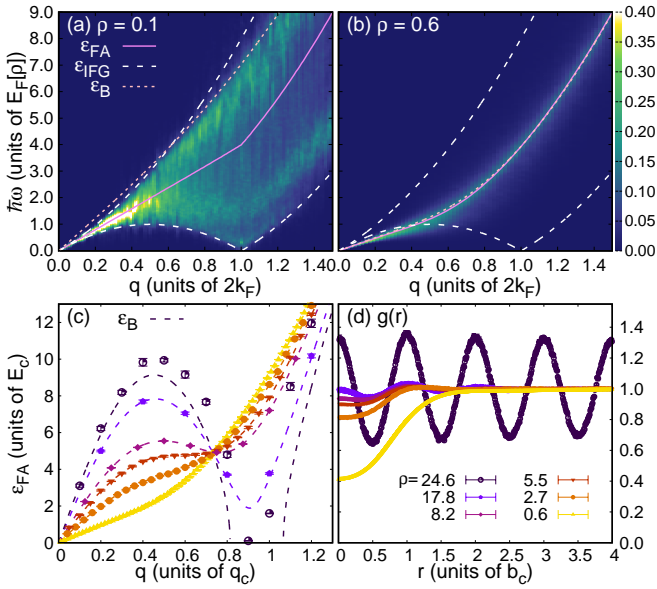 (a) ρ = 0.1
(b) ρ = 0.6
ε_FA
ε_IFG
ε_B
ħω (units of E_F[ρ])
9.0
8.0
7.0
6.0
5.0
4.0
3.0
2.0
1.0
0.0
0.0 0.2 0.4 0.6 0.8 1.0 1.2 1.4
q (units of 2k_F)
0.0 0.2 0.4 0.6 0.8 1.0 1.2 1.4
q (units of 2k_F)
0.40
0.35
0.30
0.25
0.20
0.15
0.10
0.05
0.00
(c)
ε_B
ε_FA (units of E_c)
12
10
8
6
4
2
0
0 0.2 0.4 0.6 0.8 1.0 1.2
q (units of q_c)
(d) g(r)
ρ= 24.6 5.5
17.8 2.7
8.2 0.6
1.4
1.2
1.0
0.8
0.6
0.4
0.2
0.0
0.0 0.5 1 1.5 2 2.5 3 3.5 4
r (units of b_c)